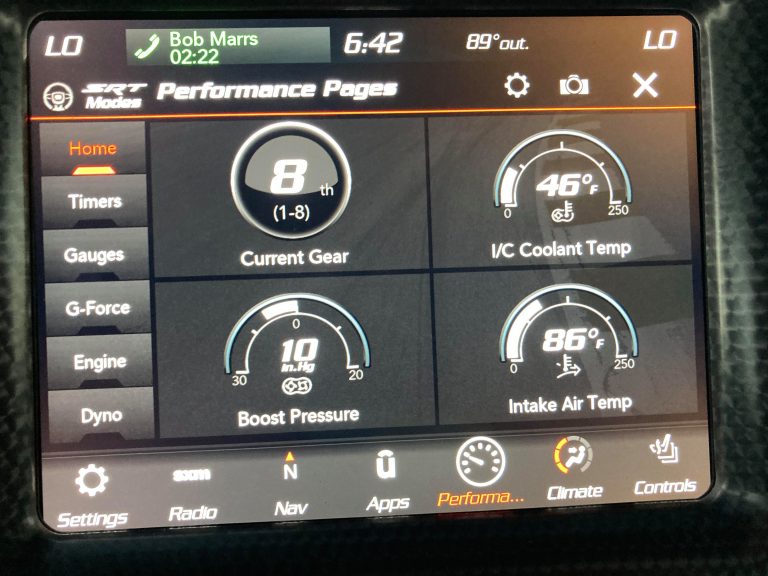 LO
Bob Marrs
02:22
6:42
89°out.
LO
SRT
Modes
Performance Pages
Home
Timers
Gauges
G-Force
Engine
Dyno
8th
(1-8)
Current Gear
46°F
0 250
I/C Coolant Temp
0
10
in.Hg
30 20
Boost Pressure
86°F
0 250
Intake Air Temp
Settings
sxm
Radio
N
Nav
ū
Apps
Performa...
Climate
Controls